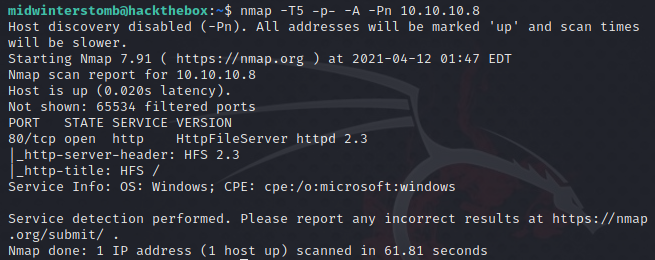 midwinterstomb@hackthebox:~$ nmap -T5 -p- -A -Pn 10.10.10.8
Host discovery disabled (-Pn). All addresses will be marked 'up' and scan times
will be slower.
Starting Nmap 7.91 ( https://nmap.org ) at 2021-04-12 01:47 EDT
Nmap scan report for 10.10.10.8
Host is up (0.020s latency).
Not shown: 65534 filtered ports
PORT   STATE SERVICE VERSION
80/tcp open  http    HttpFileServer httpd 2.3
|_http-server-header: HFS 2.3
|_http-title: HFS /
Service Info: OS: Windows; CPE: cpe:/o:microsoft:windows
Service detection performed. Please report any incorrect results at https://nmap
.org/submit/ .
Nmap done: 1 IP address (1 host up) scanned in 61.81 seconds